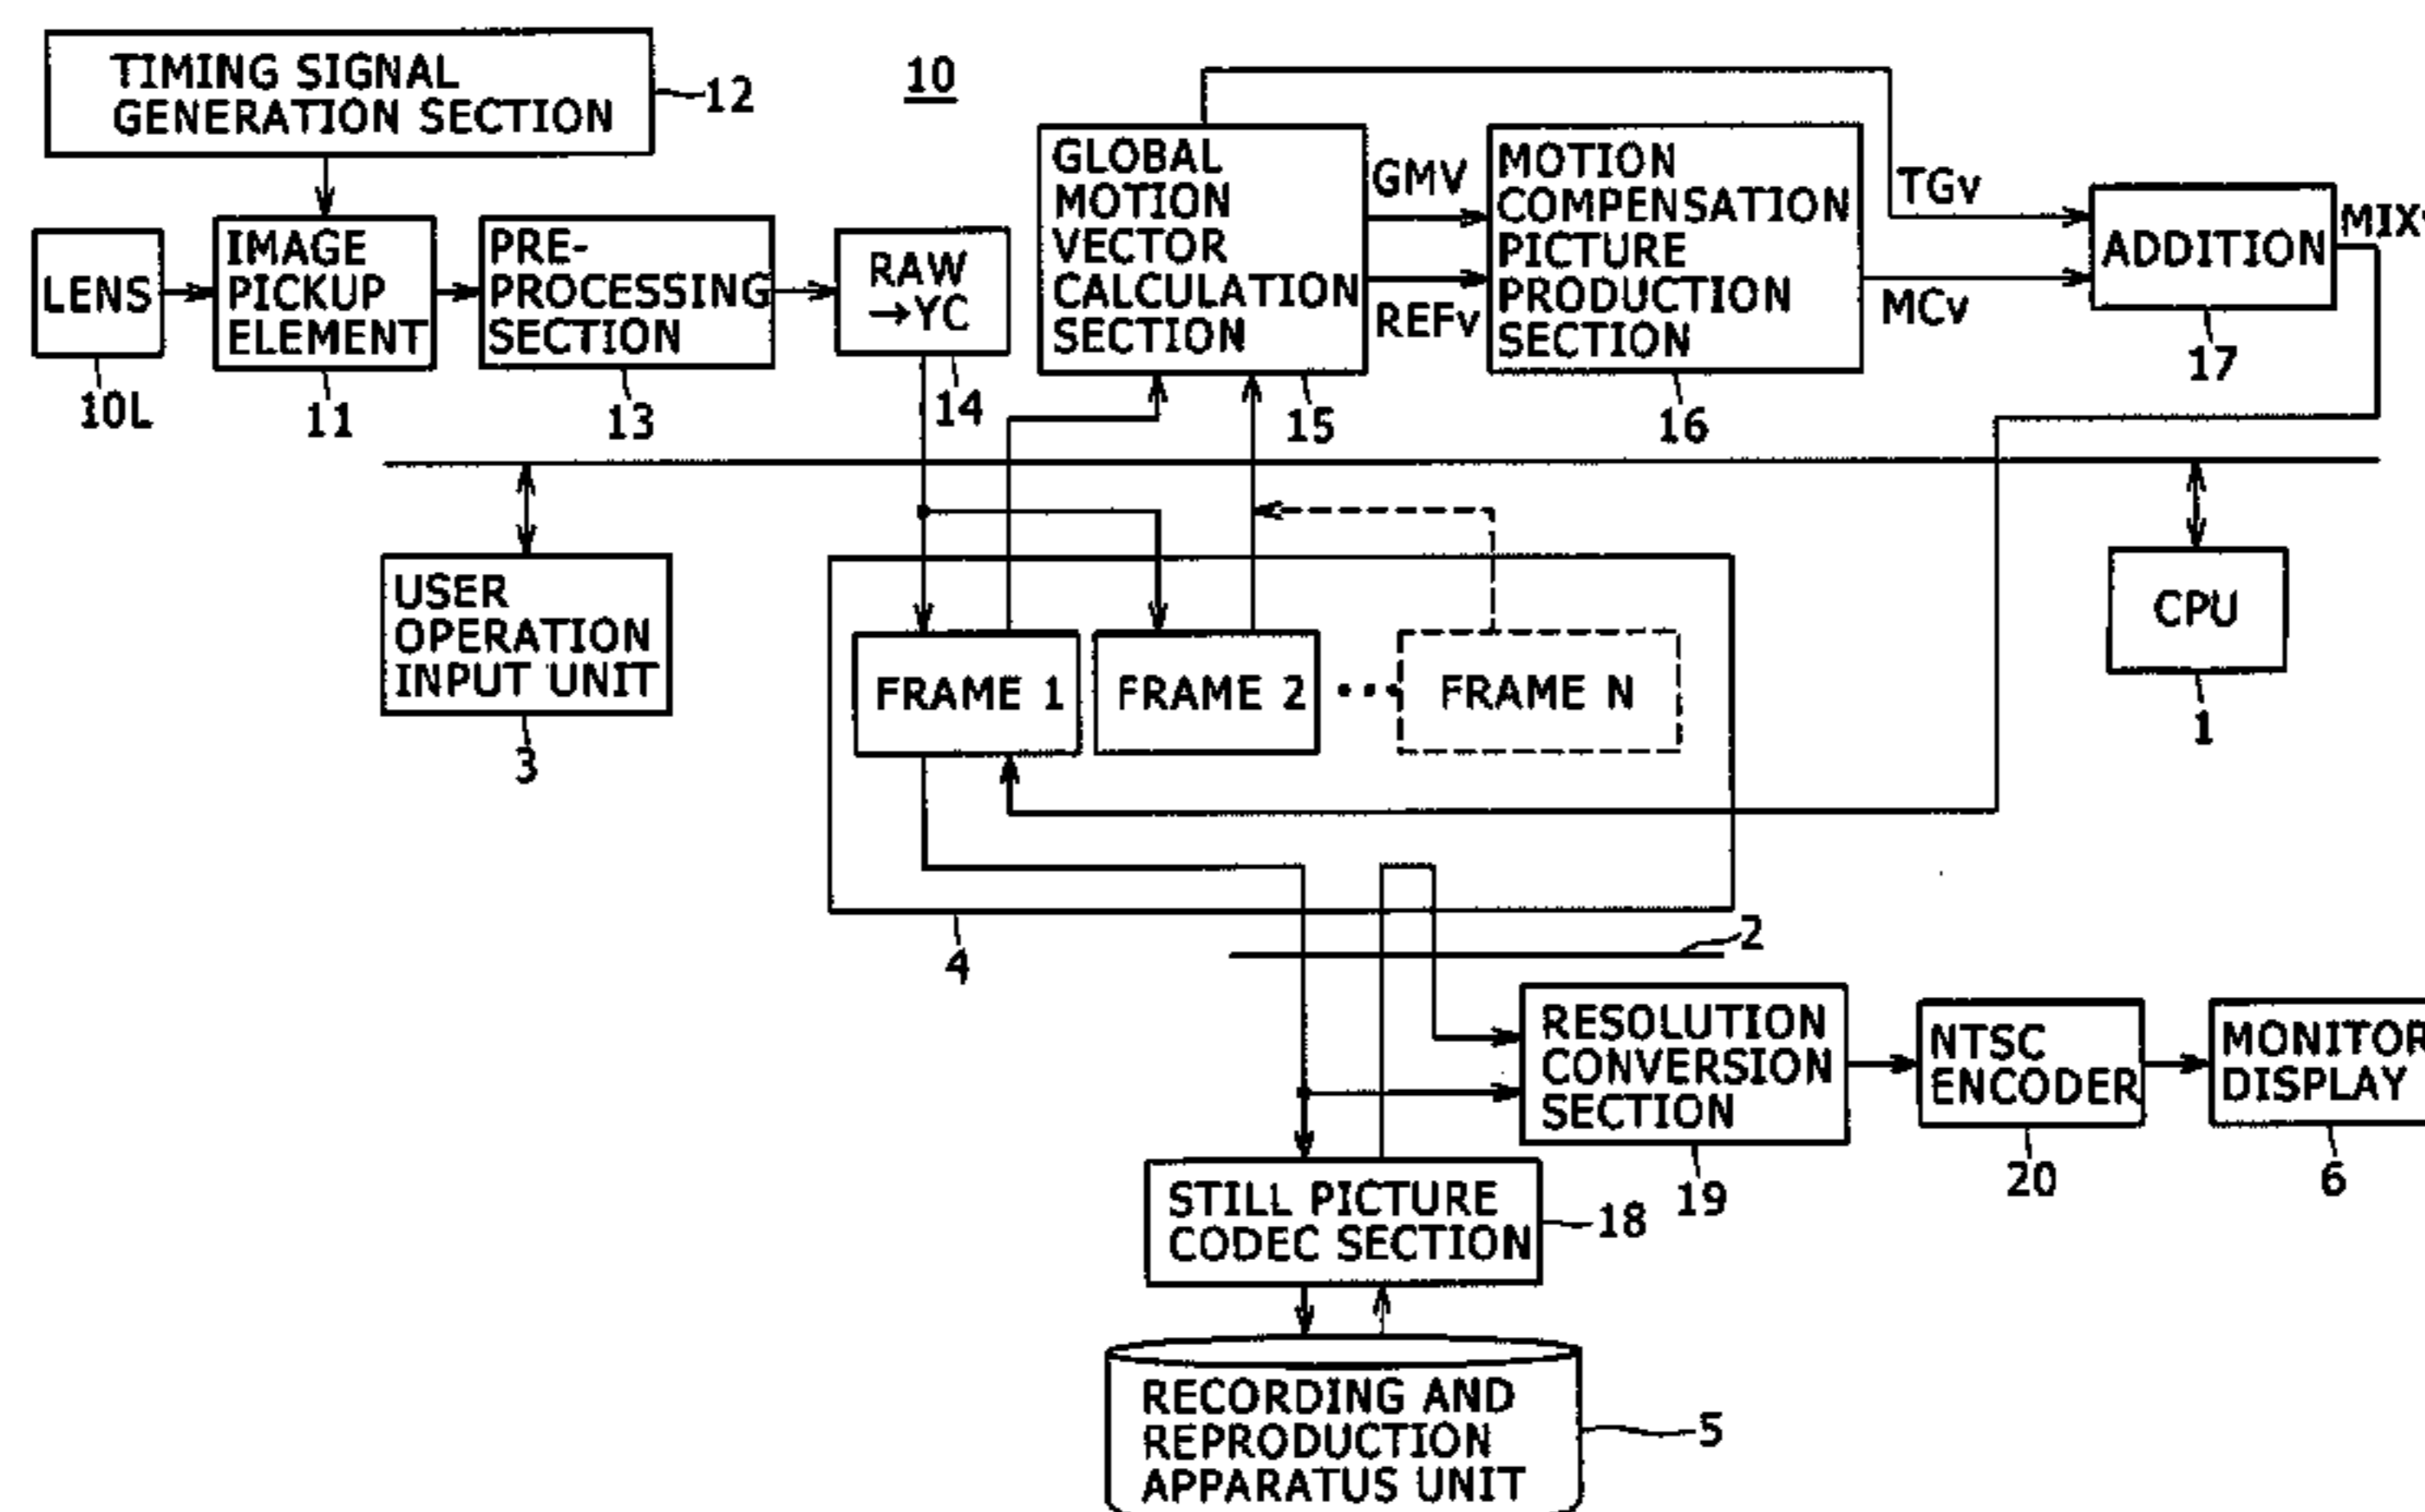 TIMING SIGNAL
GENERATION SECTION
12
10
LENS
10L
IMAGE
PICKUP
ELEMENT
11
PRE-
PROCESSING
SECTION
13
RAW
→YC
14
GLOBAL
MOTION
VECTOR
CALCULATION
SECTION
15
GMV
REFv
MOTION
COMPENSATION
PICTURE
PRODUCTION
SECTION
16
TGv
MCv
ADDITION
17
MIX
USER
OPERATION
INPUT UNIT
3
FRAME 1
FRAME 2
•••
FRAME N
4
CPU
1
2
RESOLUTION
CONVERSION
SECTION
19
NTSC
ENCODER
20
MONITOR
DISPLAY
6
STILL PICTURE
CODEC SECTION
18
RECORDING AND
REPRODUCTION
APPARATUS UNIT
5